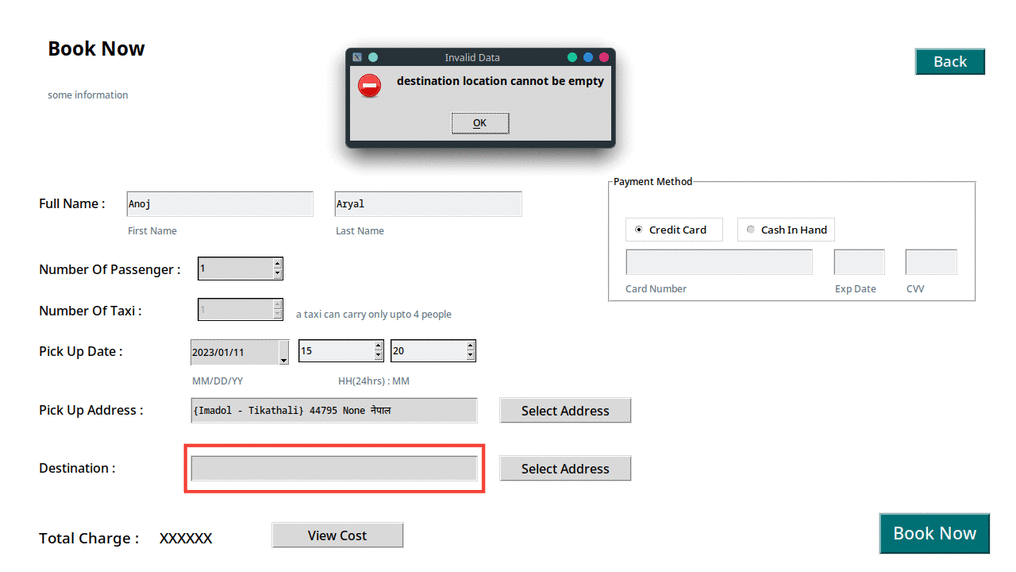 Book Now
Invalid Data
destination location cannot be empty
OK
Back
some information
Payment Method
Full Name :
Anoj
Aryal
First Name
Last Name
Credit Card
Cash In Hand
Card Number
Exp Date
CVV
Number Of Passenger :
1
Number Of Taxi :
1
a taxi can carry only upto 4 people
Pick Up Date :
2023/01/11
15
20
MM/DD/YY
HH(24hrs) : MM
Pick Up Address :
{Imadol - Tikathali} 44795 None नेपाल
Select Address
Destination :
Select Address
Total Charge :
XXXXXX
View Cost
Book Now